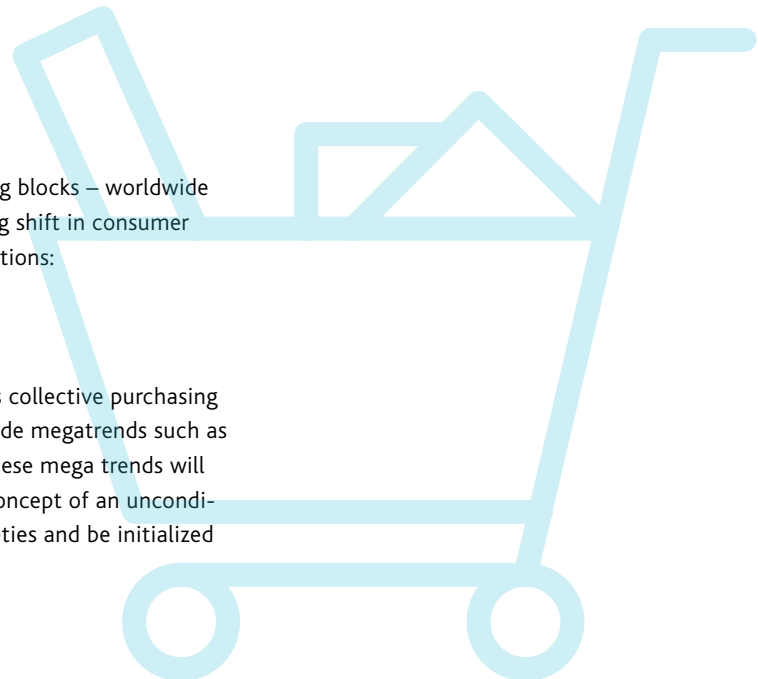 g blocks – worldwide
g shift in consumer
tions:
s collective purchasing
de megatrends such as
ese mega trends will
oncept of an uncondi-
ties and be initialized